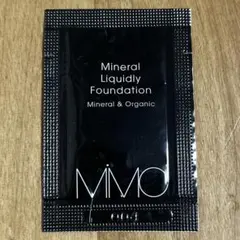 Mineral
Liquidly
Foundation
Mineral & Organic
MiMC